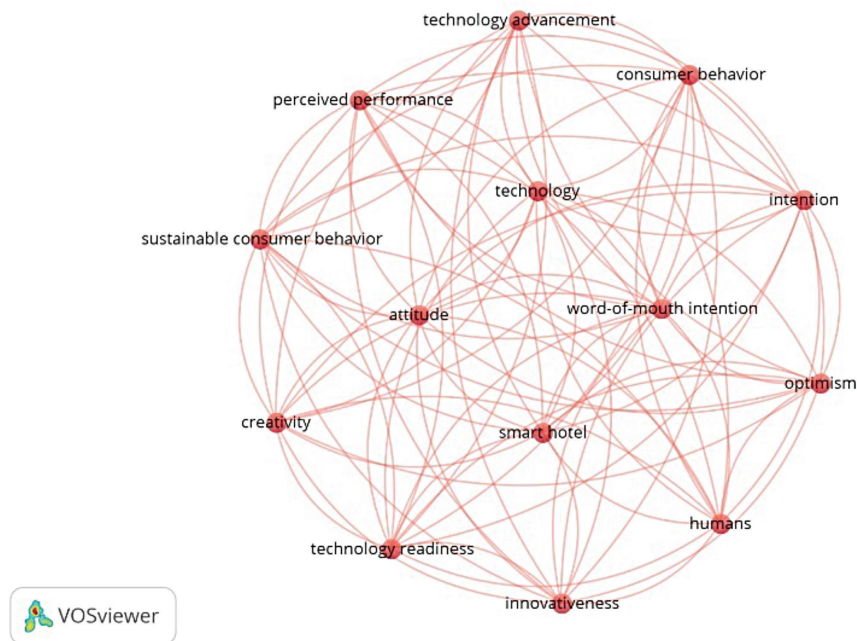 technology advancement
consumer behavior
perceived performance
technology
intention
sustainable consumer behavior
word-of-mouth intention
attitude
optimism
creativity
smart hotel
humans
technology readiness
innovativeness
VOSviewer